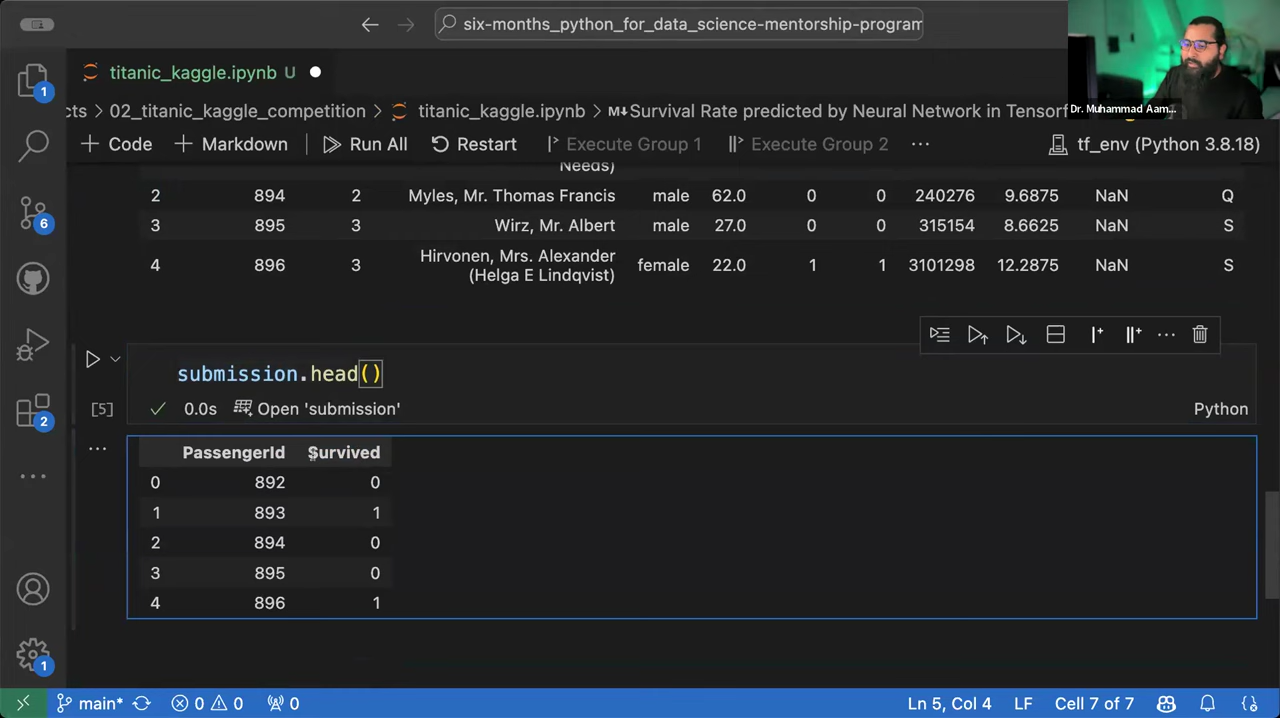 six-months_python_for_data_science-mentorship-program
titanic_kaggle.ipynb U
Dr. Muhammad Aam...
cts > 02_titanic_kaggle_competition > titanic_kaggle.ipynb > M↓Survival Rate predicted by Neural Network in Tensorf
+ Code + Markdown Run All Restart Execute Group 1 Execute Group 2 ... tf_env (Python 3.8.18)
Needs)
2 894 2 Myles, Mr. Thomas Francis male 62.0 0 0 240276 9.6875 NaN Q
3 895 3 Wirz, Mr. Albert male 27.0 0 0 315154 8.6625 NaN S
4 896 3 Hirvonen, Mrs. Alexander female 22.0 1 1 3101298 12.2875 NaN S
(Helga E Lindqvist)
submission.head()
[5] 0.0s Open 'submission' Python
PassengerId Survived
0 892 0
1 893 1
2 894 0
3 895 0
4 896 1
1
6
2
1
main* 0 0 0 Ln 5, Col 4 LF Cell 7 of 7